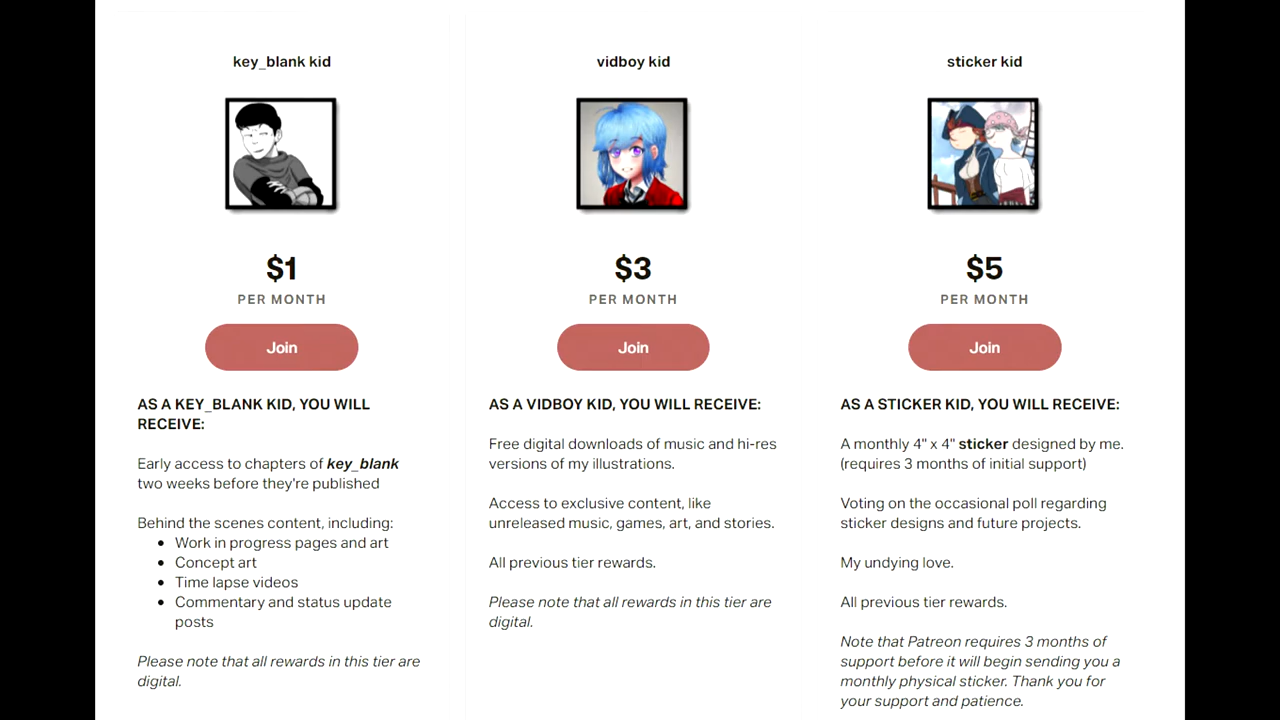 key_blank kid
$1
PER MONTH
Join
AS A KEY_BLANK KID, YOU WILL
RECEIVE:
Early access to chapters of key_blank
two weeks before they're published
Behind the scenes content, including:
• Work in progress pages and art
• Concept art
• Time lapse videos
• Commentary and status update
posts
Please note that all rewards in this tier are
digital.
vidboy kid
$3
PER MONTH
Join
AS A VIDBOY KID, YOU WILL RECEIVE:
Free digital downloads of music and hi-res
versions of my illustrations.
Access to exclusive content, like
unreleased music, games, art, and stories.
All previous tier rewards.
Please note that all rewards in this tier are
digital.
sticker kid
$5
PER MONTH
Join
AS A STICKER KID, YOU WILL RECEIVE:
A monthly 4" x 4" sticker designed by me.
(requires 3 months of initial support)
Voting on the occasional poll regarding
sticker designs and future projects.
My undying love.
All previous tier rewards.
Note that Patreon requires 3 months of
support before it will begin sending you a
monthly physical sticker. Thank you for
your support and patience.